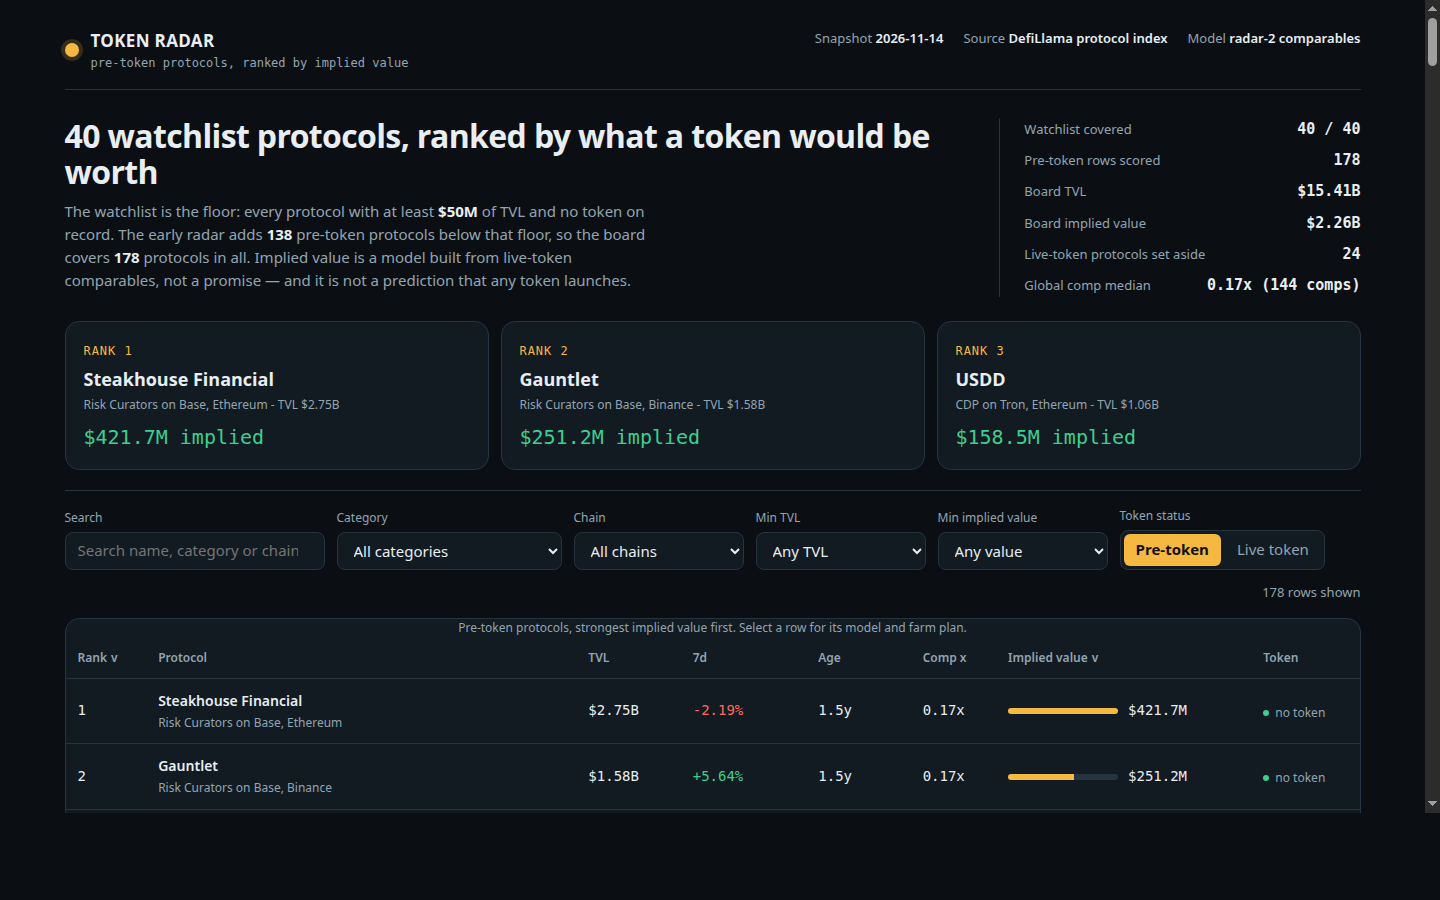 TOKEN RADAR
pre-token protocols, ranked by implied value
Snapshot 2026-11-14 Source DefiLlama protocol index Model radar-2 comparables
40 watchlist protocols, ranked by what a token would be
worth
The watchlist is the floor: every protocol with at least $50M of TVL and no token on
record. The early radar adds 138 pre-token protocols below that floor, so the board
covers 178 protocols in all. Implied value is a model built from live-token
comparables, not a promise — and it is not a prediction that any token launches.
Watchlist covered 40 / 40
Pre-token rows scored 178
Board TVL $15.41B
Board implied value $2.26B
Live-token protocols set aside 24
Global comp median 0.17x (144 comps)
RANK 1
Steakhouse Financial
Risk Curators on Base, Ethereum - TVL $2.75B
$421.7M implied
RANK 2
Gauntlet
Risk Curators on Base, Binance - TVL $1.58B
$251.2M implied
RANK 3
USDD
CDP on Tron, Ethereum - TVL $1.06B
$158.5M implied
Search Category Chain Min TVL Min implied value Token status
Search name, category or chain All categories All chains Any TVL Any value Pre-token Live token
178 rows shown
Pre-token protocols, strongest implied value first. Select a row for its model and farm plan.
Rank v Protocol TVL 7d Age Comp x Implied value v Token
1 Steakhouse Financial $2.75B -2.19% 1.5y 0.17x $421.7M no token
Risk Curators on Base, Ethereum
2 Gauntlet $1.58B +5.64% 1.5y 0.17x $251.2M no token
Risk Curators on Base, Binance